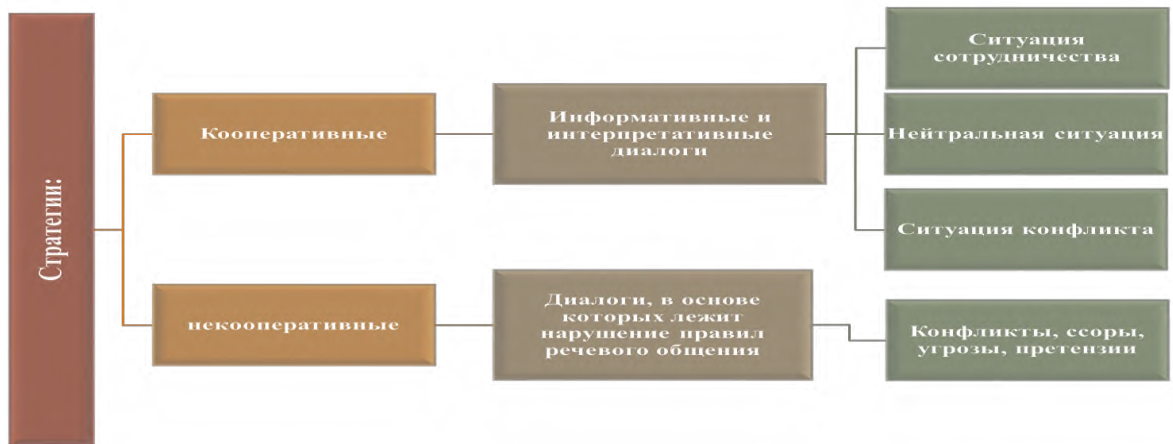 Стратегии:
Кооперативные
Информативные и
интерпретативные
диалоги
Ситуация
сотрудничества
Нейтральная ситуация
Ситуация конфликта
некооперативные
Диалоги, в основе
которых лежит
нарушение правил
речевого общения
Конфликты, ссоры,
угрозы, претензии